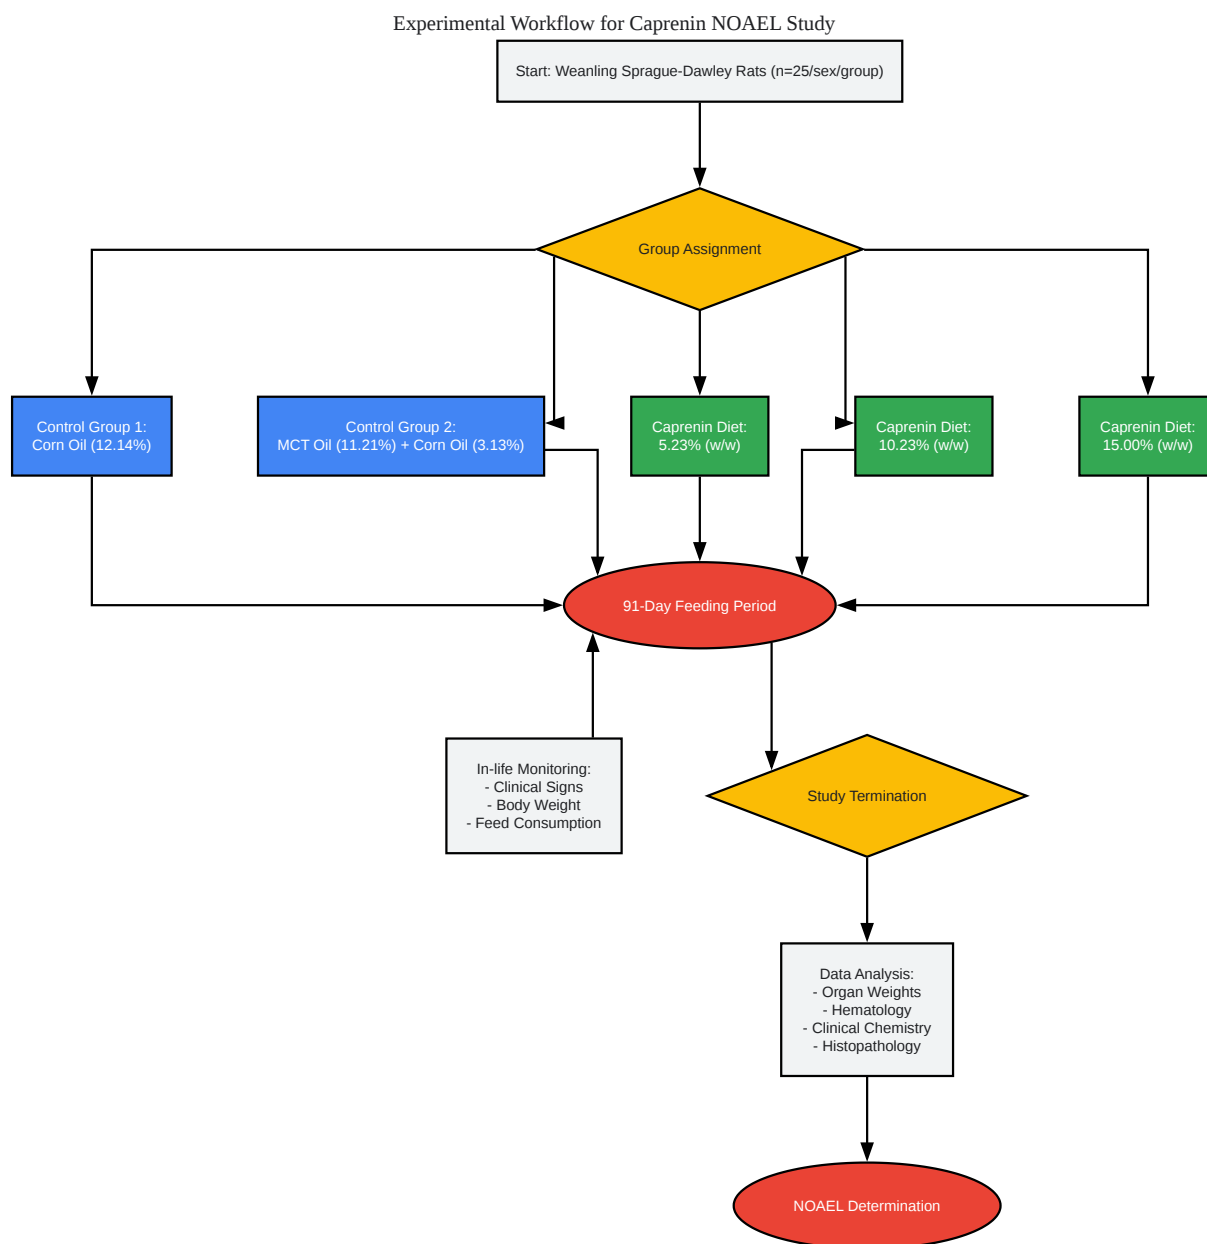 Experimental Workflow for Caprenin NOAEL Study
Start: Weanling Sprague-Dawley Rats (n=25/sex/group)
Group Assignment
Control Group 1:
Corn Oil (12.14%)
Control Group 2:
MCT Oil (11.21%) + Corn Oil (3.13%)
Caprenin Diet:
5.23% (w/w)
Caprenin Diet:
10.23% (w/w)
Caprenin Diet:
15.00% (w/w)
91-Day Feeding Period
In-life Monitoring:
- Clinical Signs
- Body Weight
- Feed Consumption
Study Termination
Data Analysis:
- Organ Weights
- Hematology
- Clinical Chemistry
- Histopathology
NOAEL Determination